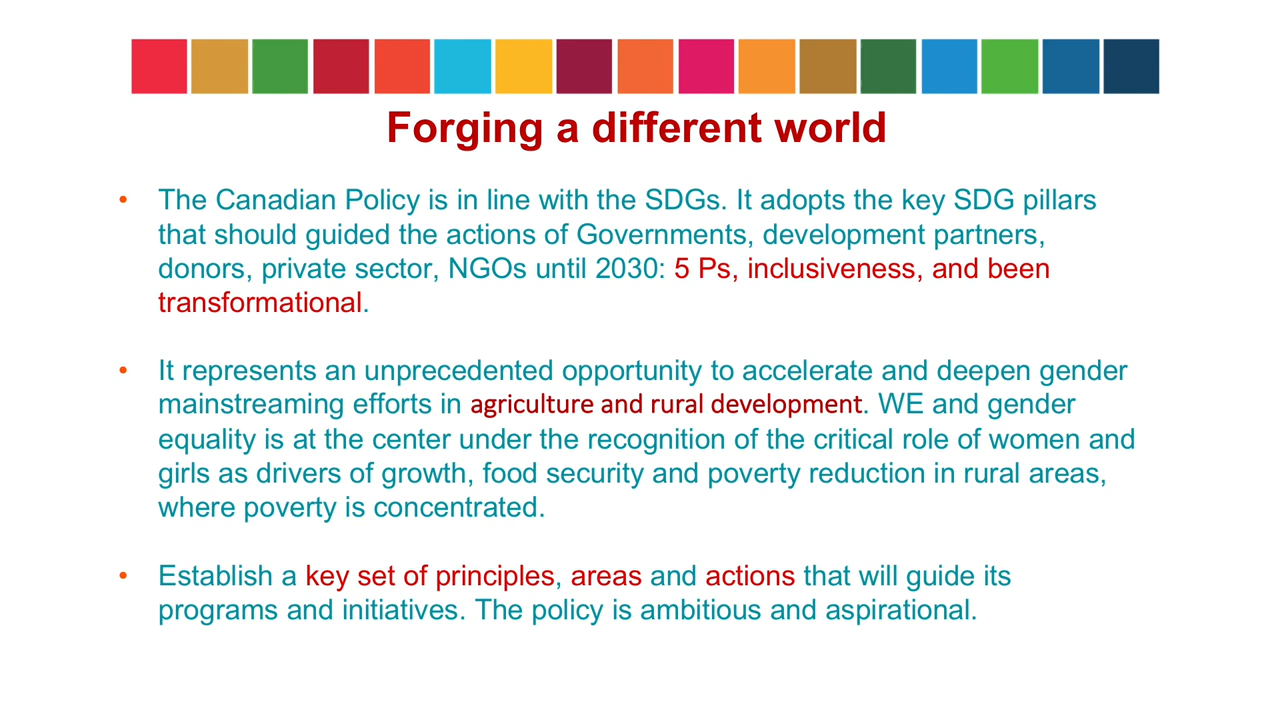 Forging a different world
• The Canadian Policy is in line with the SDGs. It adopts the key SDG pillars
that should guided the actions of Governments, development partners,
donors, private sector, NGOs until 2030: 5 Ps, inclusiveness, and been
transformational.
• It represents an unprecedented opportunity to accelerate and deepen gender
mainstreaming efforts in agriculture and rural development. WE and gender
equality is at the center under the recognition of the critical role of women and
girls as drivers of growth, food security and poverty reduction in rural areas,
where poverty is concentrated.
• Establish a key set of principles, areas and actions that will guide its
programs and initiatives. The policy is ambitious and aspirational.